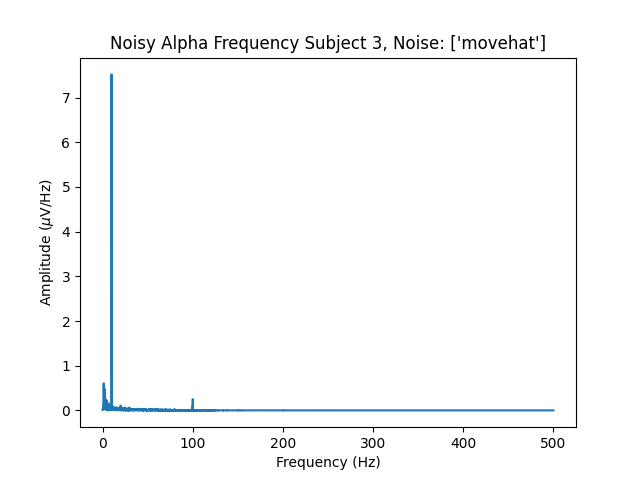 Noisy Alpha Frequency Subject 3, Noise: ['movehat']
7
6
5
4
3
2
1
0
Amplitude (μV/Hz)
0 100 200 300 400 500
Frequency (Hz)